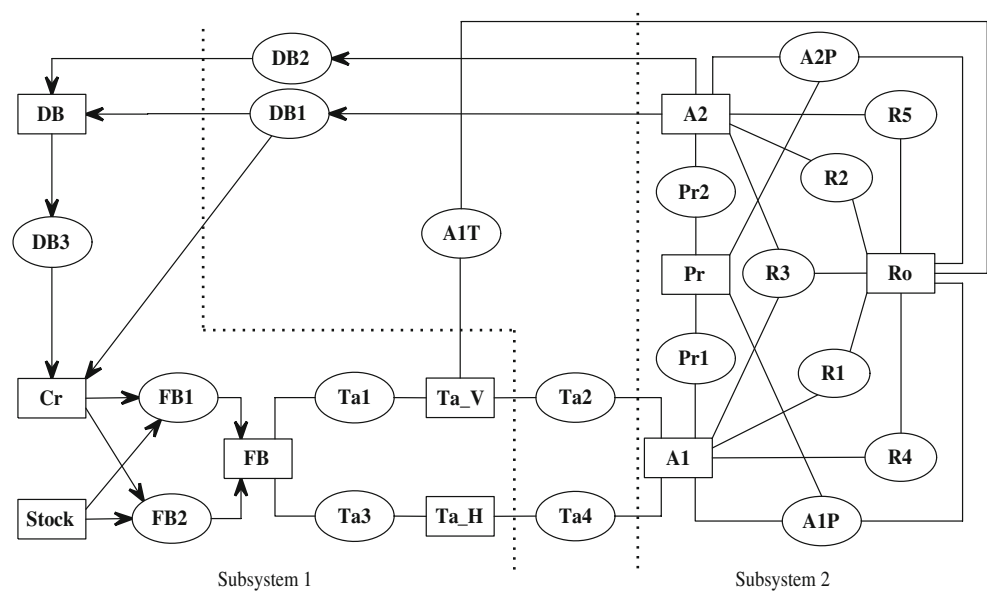 DB2
A2P
DB
DB1
A2
R5
R2
Pr2
DB3
A1T
Pr
R3
Ro
Pr1
R1
Cr
FB1
Ta1
Ta_V
Ta2
FB
A1
R4
Stock
FB2
Ta3
Ta_H
Ta4
A1P
Subsystem 1
Subsystem 2